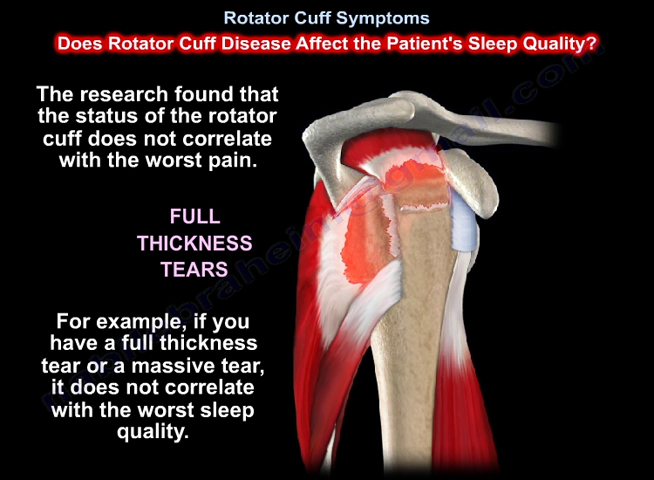 Rotator Cuff Symptoms
Does Rotator Cuff Disease Affect the Patient's Sleep Quality?
The research found that
the status of the rotator
cuff does not correlate
with the worst pain.
FULL
THICKNESS
TEARS
For example, if you
have a full thickness
tear or a massive tear,
it does not correlate
with the worst sleep
quality.